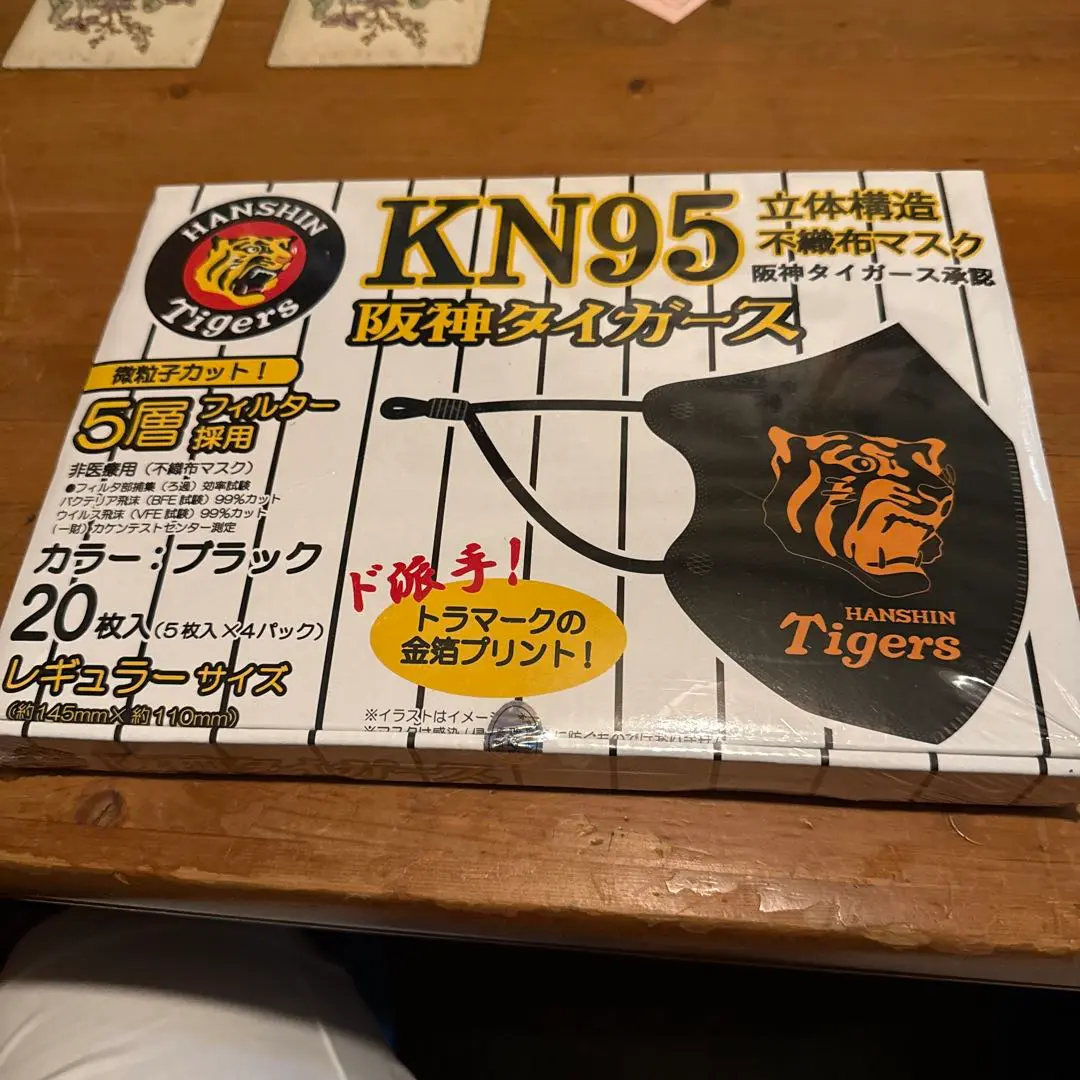 HANSHIN
Tigers
KN95
立体構造
不織布マスク
阪神タイガース承認
阪神タイガース
微粒子カット!
5層フィルター採用
非医療用(不織布マスク)
●フィルタ部捕集(ろ過)効率試験
バクテリア飛沫(BFE試験)99%カット
ウイルス飛沫(VFE試験)99%カット
(一財)カケンテストセンター測定
カラー:ブラック
20枚入(5枚入×4パック)
レギュラーサイズ
(約145mm×約110mm)
ド派手!
トラマークの
金箔プリント!
HANSHIN
Tigers
※イラストはイメー